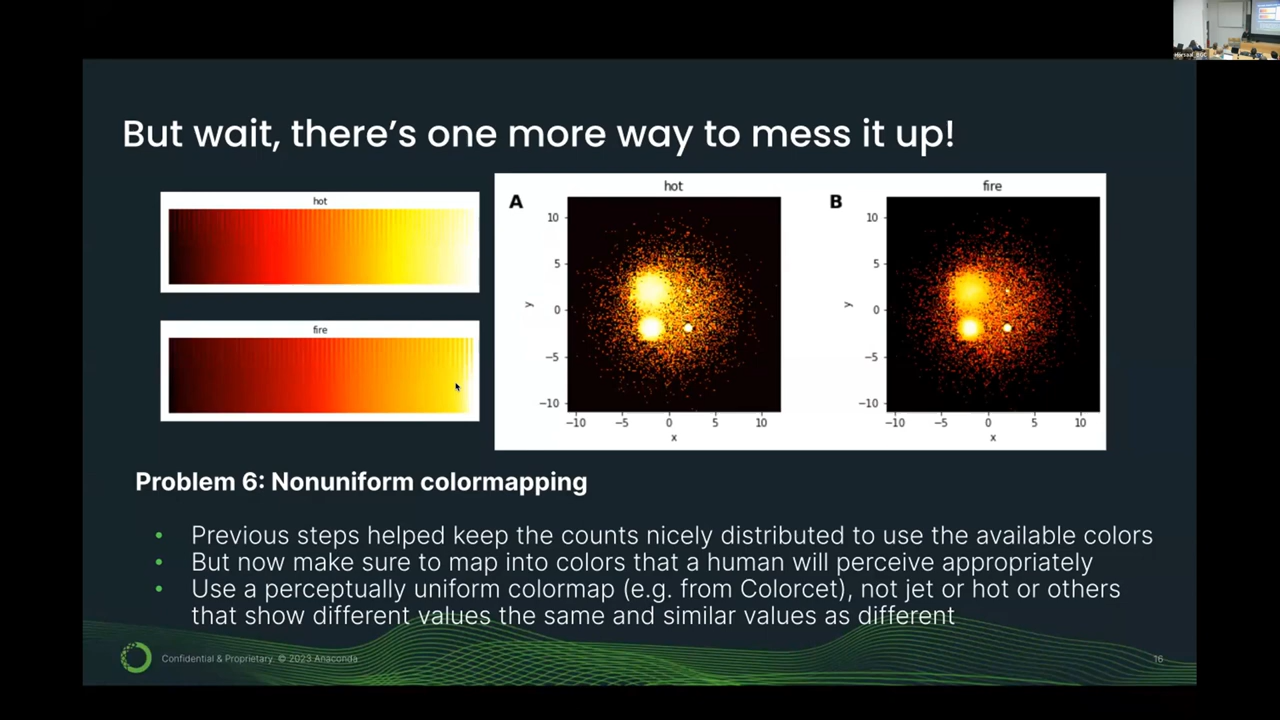 But wait, there's one more way to mess it up!
hot
fire
A
hot
10
5
0
−5
−10
y
−10 −5 0 5 10
x
B
fire
10
5
0
−5
−10
y
−10 −5 0 5 10
x
Problem 6: Nonuniform colormapping
• Previous steps helped keep the counts nicely distributed to use the available colors
• But now make sure to map into colors that a human will perceive appropriately
• Use a perceptually uniform colormap (e.g. from Colorcet), not jet or hot or others
that show different values the same and similar values as different
Confidential & Proprietary. © 2023 Anaconda
16